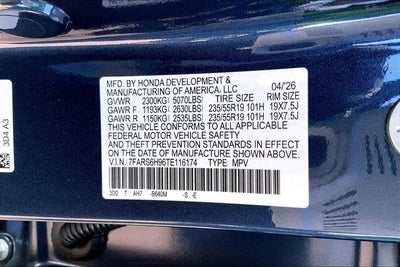 3D4 A3
MFD. BY HONDA DEVELOPMENT & 04/26
MANUFACTURING OF AMERICA, LLC
GVWR 2300KG(5070LBS) TIRE SIZE RIM SIZE
GAWR F 1193KG(2630LBS) 235/55R19 101H 19X7.5J
GAWR R 1150KG(2535LBS) 235/55R19 101H 19X7.5J
THIS VEHICLE CONFORMS TO ALL APPLICABLE
FEDERAL MOTOR VEHICLE SAFETY
AND THEFT PREVENTION STANDARDS IN EFFECT ON
THE DATE OF MANUFACTURE SHOWN ABOVE.
V.I.N.:7FARS6H96TE116174 TYPE: MPV
3D0 T AH7 -B640M -S -E